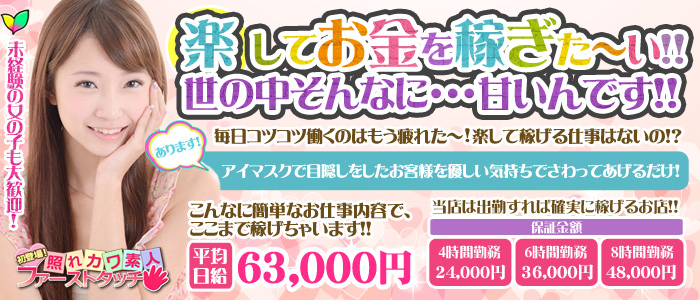 未経験の女の子も大歓迎!
楽してお金を稼ぎた〜い!!
世の中そんなに・・・甘いんです!!
毎日コツコツ働くのはもう疲れた〜!楽して稼げる仕事はないの!?
あります!
アイマスクで目隠しをしたお客様を優しい気持ちでさわってあげるだけ!
こんなに簡単なお仕事内容で、
ここまで稼げちゃいます!!
平均
日給
63,000円
当店は出勤すれば確実に稼げるお店!!
保証金額
4時間勤務
24,000円
6時間勤務
36,000円
8時間勤務
48,000円
初登場!
照れカワ素人
ファーストタッチ